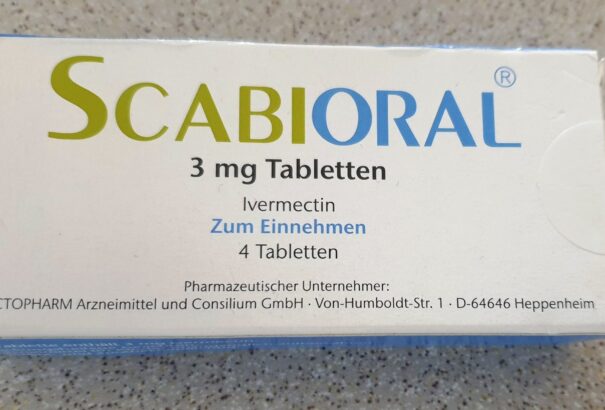 SCABIORAL®
3 mg Tabletten
Ivermectin
Zum Einnehmen
4 Tabletten
Pharmazeutischer Unternehmer:
CTOPHARM Arzneimittel und Consilium GmbH · Von-Humboldt-Str. 1 · D-64646 Heppenheim